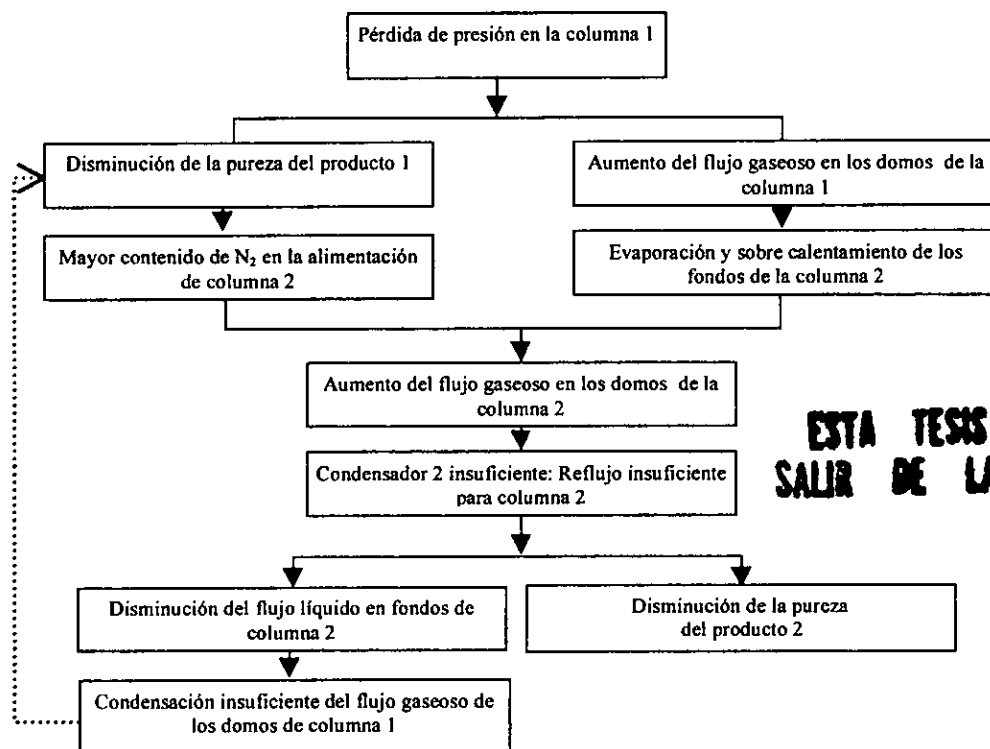 Pérdida de presión en la columna 1
Disminución de la pureza del producto 1
Aumento del flujo gaseoso en los domos de la
columna 1
Mayor contenido de N₂ en la alimentación
de columna 2
Evaporación y sobre calentamiento de los
fondos de la columna 2
Aumento del flujo gaseoso en los domos de la
columna 2
ESTA TESIS
SALIR DE LA
Condensador 2 insuficiente: Reflujo insuficiente
para columna 2
Disminución del flujo líquido en fondos de
columna 2
Disminución de la pureza
del producto 2
Condensación insuficiente del flujo gaseoso de
los domos de columna 1